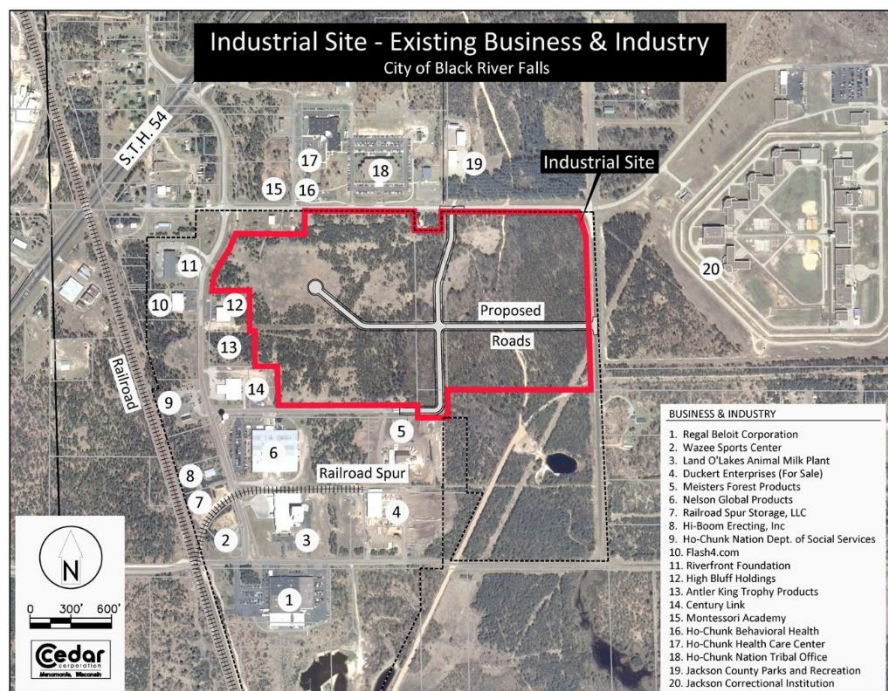 Industrial Site - Existing Business & Industry
City of Black River Falls
S.T.H. 54
17
18
19
Industrial Site
15
16
20
11
10
12
Proposed
Roads
13
Railroad
14
9
5
6
Railroad Spur
8
7
4
2
3
1
N
0 300' 600'
Cedar
corporation
Menomonie, Wisconsin
BUSINESS & INDUSTRY
1. Regal Beloit Corporation
2. Wazee Sports Center
3. Land O'Lakes Animal Milk Plant
4. Duckert Enterprises (For Sale)
5. Meisters Forest Products
6. Nelson Global Products
7. Railroad Spur Storage, LLC
8. Hi-Boom Erecting, Inc
9. Ho-Chunk Nation Dept. of Social Services
10. Flash4.com
11. Riverfront Foundation
12. High Bluff Holdings
13. Antler King Trophy Products
14. Century Link
15. Montessori Academy
16. Ho-Chunk Behavioral Health
17. Ho-Chunk Health Care Center
18. Ho-Chunk Nation Tribal Office
19. Jackson County Parks and Recreation
20. Jackson Correctional Institution